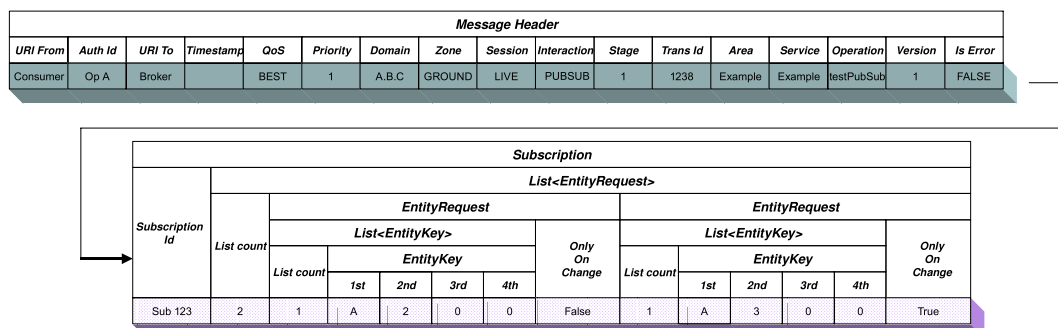 Message Header
URI From Auth Id URI To Timestamp QoS Priority Domain Zone Session Interaction Stage Trans Id Area Service Operation Version Is Error
Consumer Op A Broker BEST 1 A.B.C GROUND LIVE PUBSUB 1 1238 Example Example testPubSub 1 FALSE
Subscription
List<EntityRequest>
EntityRequest EntityRequest
Subscription Id
List count
List<EntityKey> List<EntityKey>
Only On Change
Only On Change
List count
EntityKey
List count
EntityKey
1st 2nd 3rd 4th 1st 2nd 3rd 4th
Sub 123 2 1 A 2 0 0 False 1 A 3 0 0 True